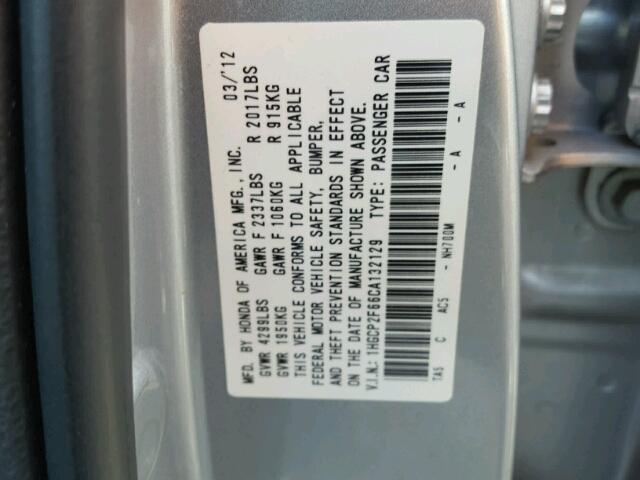 MFD. BY HONDA OF AMERICA MFG., INC. 03/'12
GVWR 4299LBS GAWR F 2337LBS R 2017LBS
GVWR 1950KG GAWR F 1060KG R 915KG
THIS VEHICLE CONFORMS TO ALL APPLICABLE
FEDERAL MOTOR VEHICLE SAFETY, BUMPER,
AND THEFT PREVENTION STANDARDS IN EFFECT
ON THE DATE OF MANUFACTURE SHOWN ABOVE.
V.I.N.: 1HGCP2F66CA132129 TYPE: PASSENGER CAR
TA5 C AC5 - NH700M - A - A